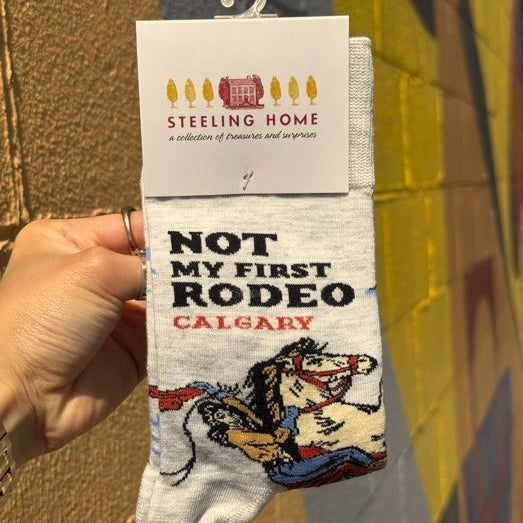 STEELING HOME
a collection of treasures and surprises
NOT
MY FIRST
RODEO
CALGARY